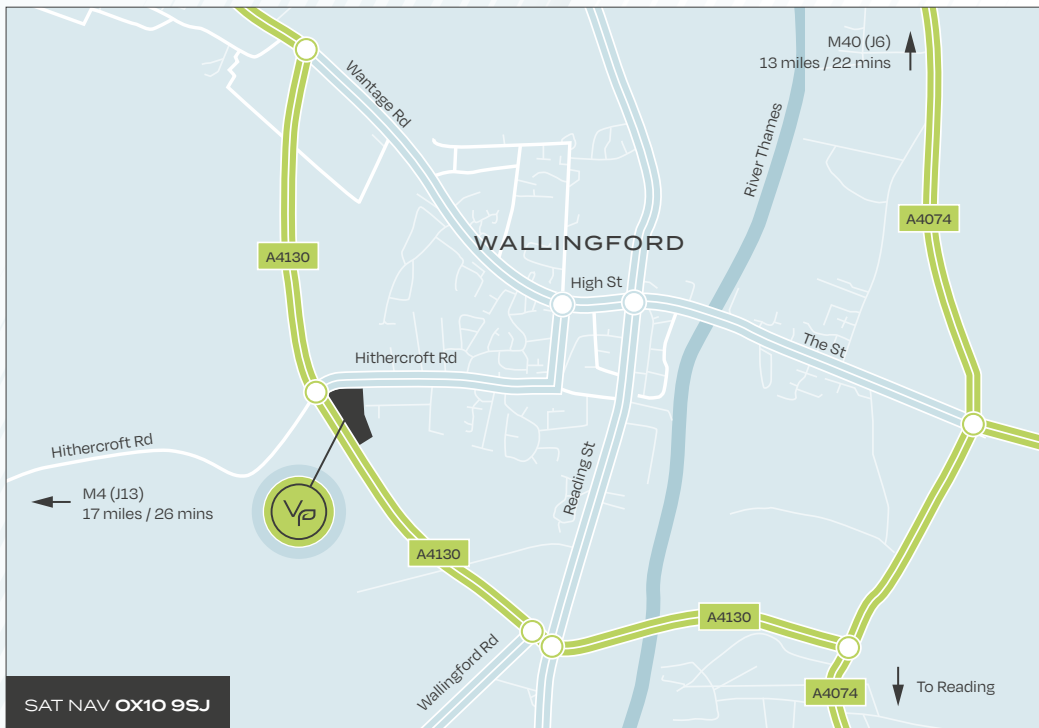 M40 (J6)
13 miles / 22 mins
Wantage Rd
River Thames
A4074
WALLINGFORD
A4130
High St
The St
Hithercroft Rd
Hithercroft Rd
Reading St
M4 (J13)
17 miles / 26 mins
VP
A4130
A4130
Wallingford Rd
A4074
To Reading
SAT NAV OX10 9SJ